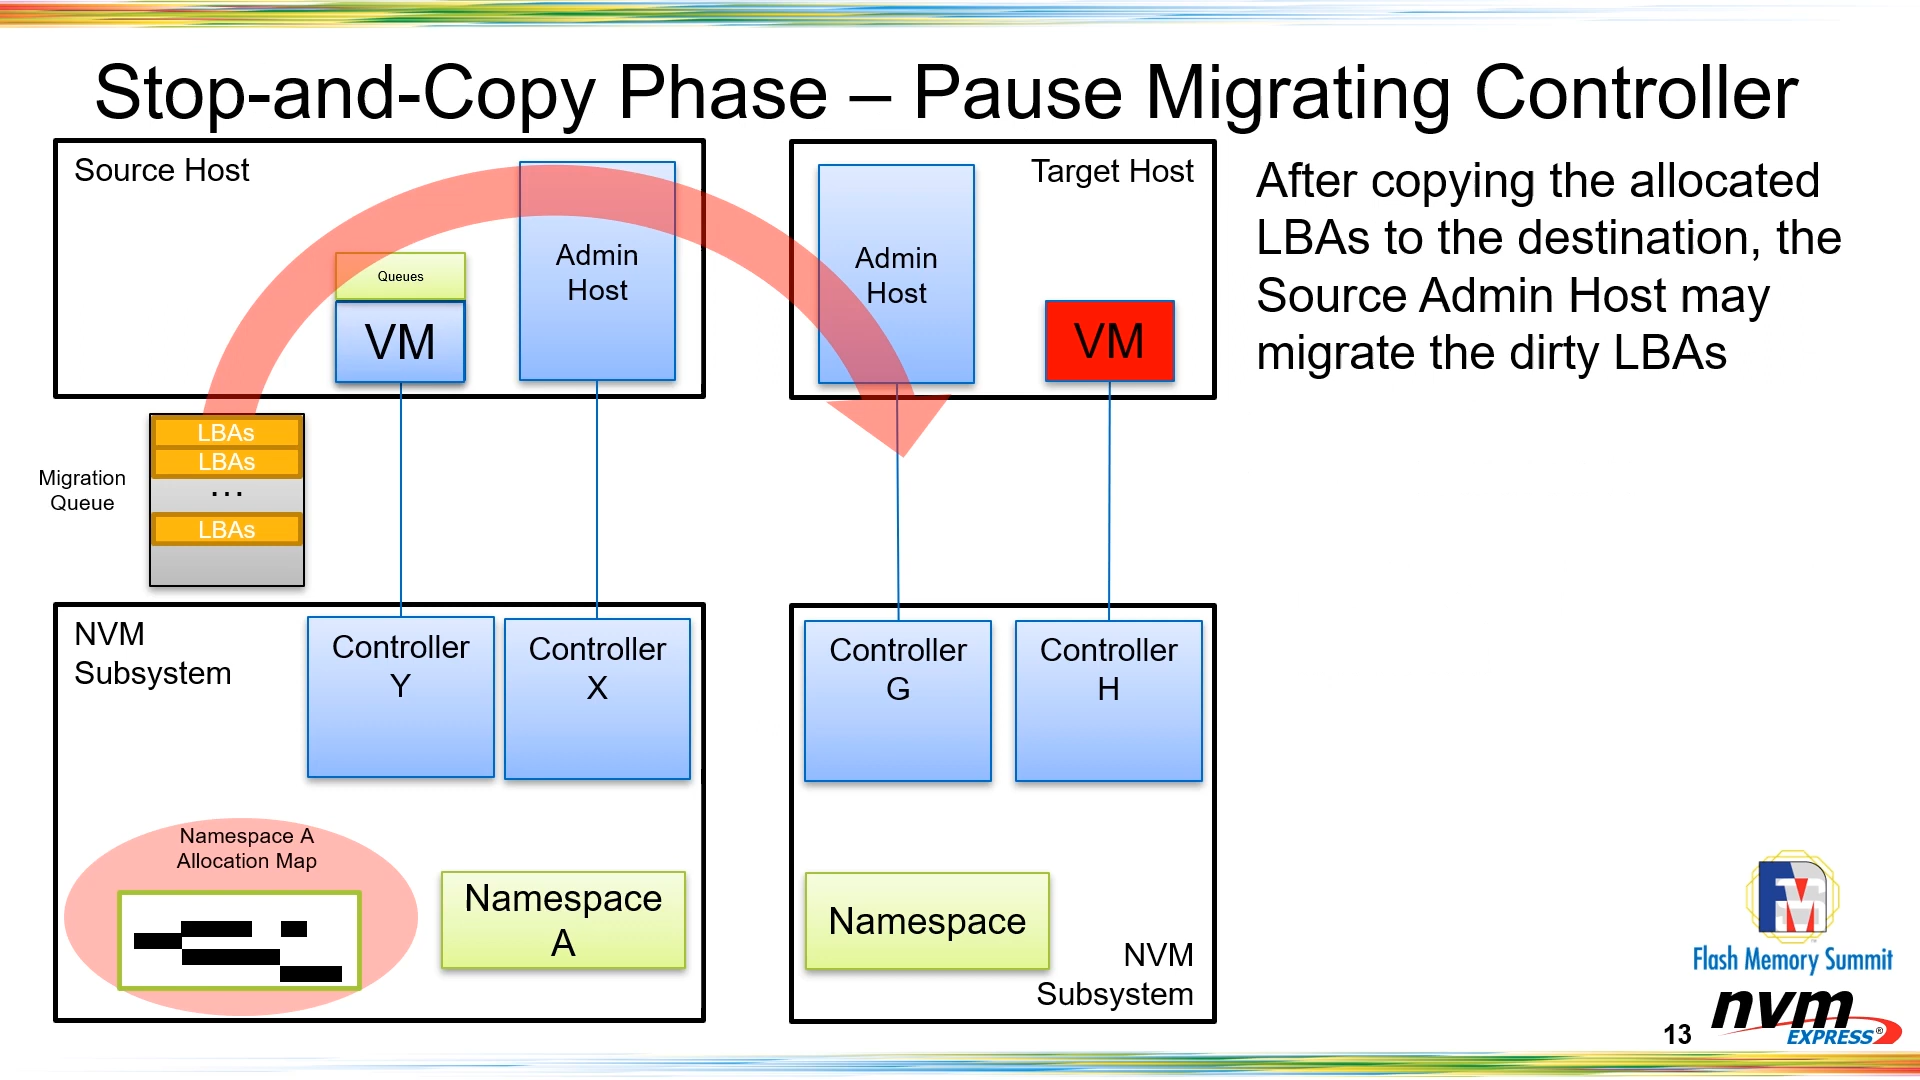 Stop-and-Copy Phase – Pause Migrating Controller
Source Host
Admin
Host
Queues
VM
Target Host
Admin
Host
VM
After copying the allocated
LBAs to the destination, the
Source Admin Host may
migrate the dirty LBAs
Migration
Queue
LBAs
LBAs
...
LBAs
NVM
Subsystem
Controller
Y
Controller
X
Namespace A
Allocation Map
Namespace
A
Controller
G
Controller
H
Namespace
NVM
Subsystem
FMS
Flash Memory Summit
nvm
EXPRESS®
13